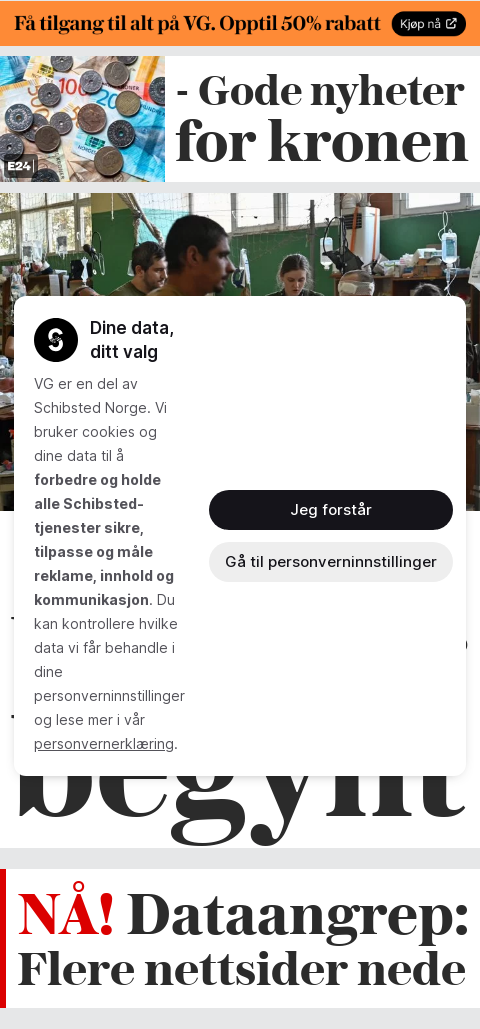 Få tilgang til alt på VG. Opptil 50% rabatt Kjøp nå
- Gode nyheter
for kronen
E24
Dine data,
ditt valg
VG er en del av
Schibsted Norge. Vi
bruker cookies og
dine data til å
forbedre og holde
alle Schibsted-
tjenester sikre,
tilpasse og måle
reklame, innhold og
kommunikasjon. Du
kan kontrollere hvilke
data vi får behandle i
dine
personverninnstillinger
og lese mer i vår
personvernerklæring.
Jeg forstår
Gå til personverninnstillinger
begynt
NÅ! Dataangrep:
Flere nettsider nede